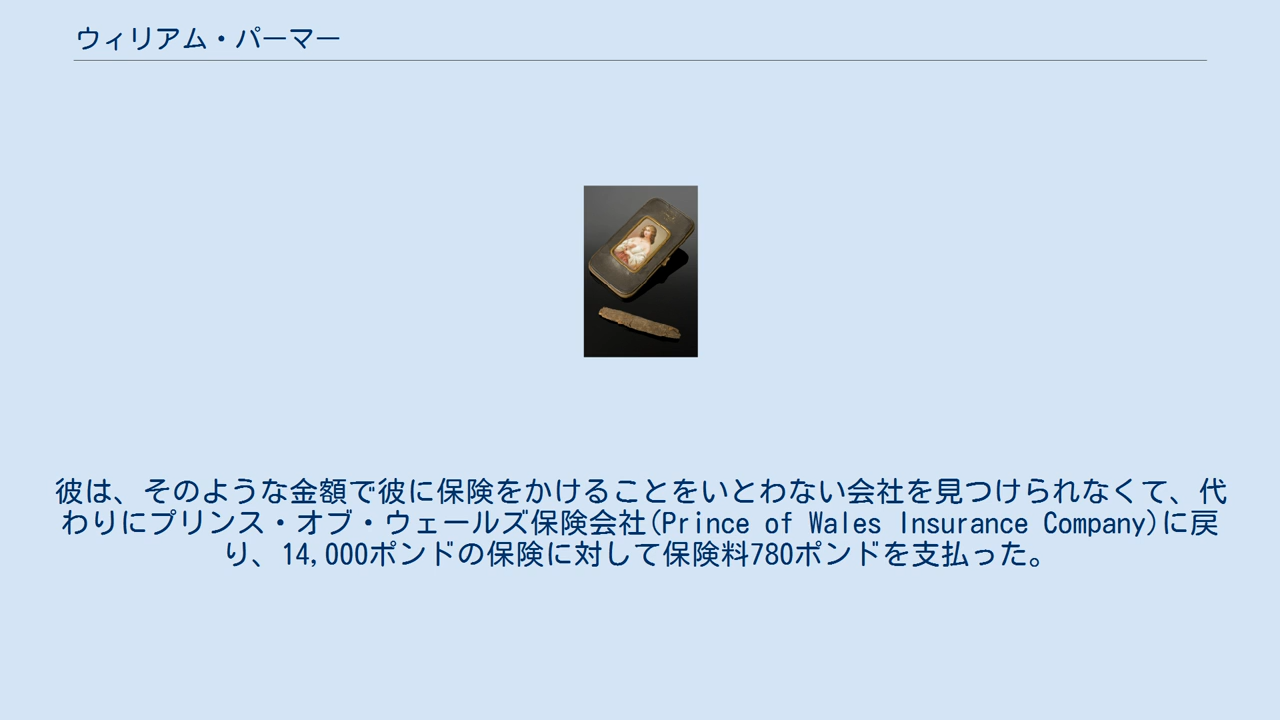 ウィリアム・パーマー
彼は、そのような金額で彼に保険をかけることをいとわない会社を見つけられなくて、代
わりにプリンス・オブ・ウェールズ保険会社(Prince of Wales Insurance Company)に戻
り、14,000ポンドの保険に対して保険料780ポンドを支払った。